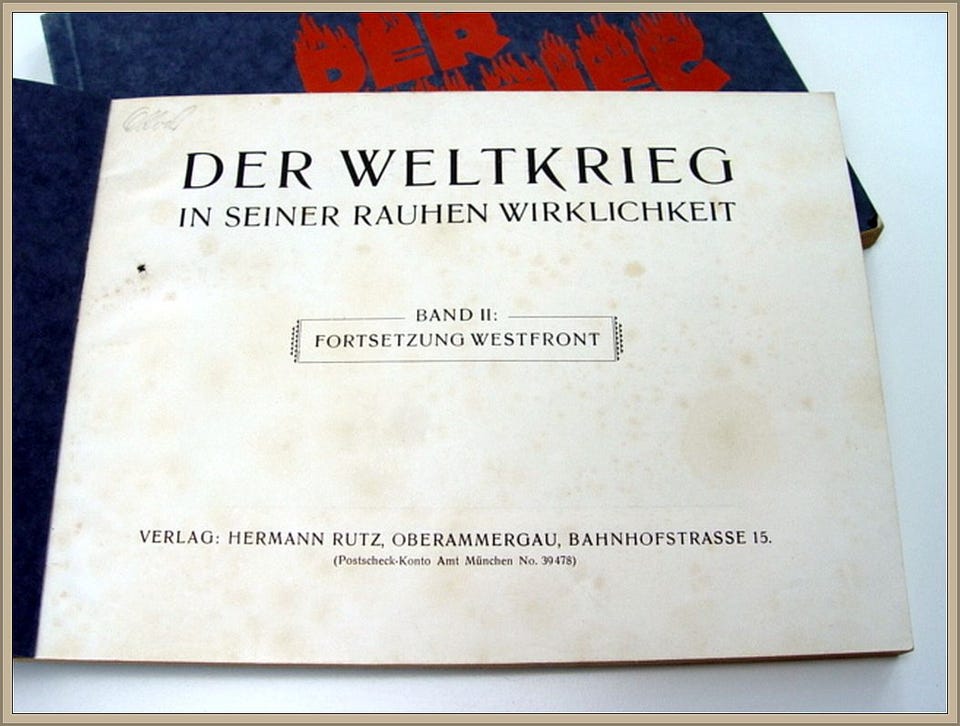 DER
DER WELTKRIEG
IN SEINER RAUHEN WIRKLICHKEIT
BAND II:
FORTSETZUNG WESTFRONT
VERLAG: HERMANN RUTZ, OBERAMMERGAU, BAHNHOFSTRASSE 15.
(Postscheck-Konto Amt München No. 39478)